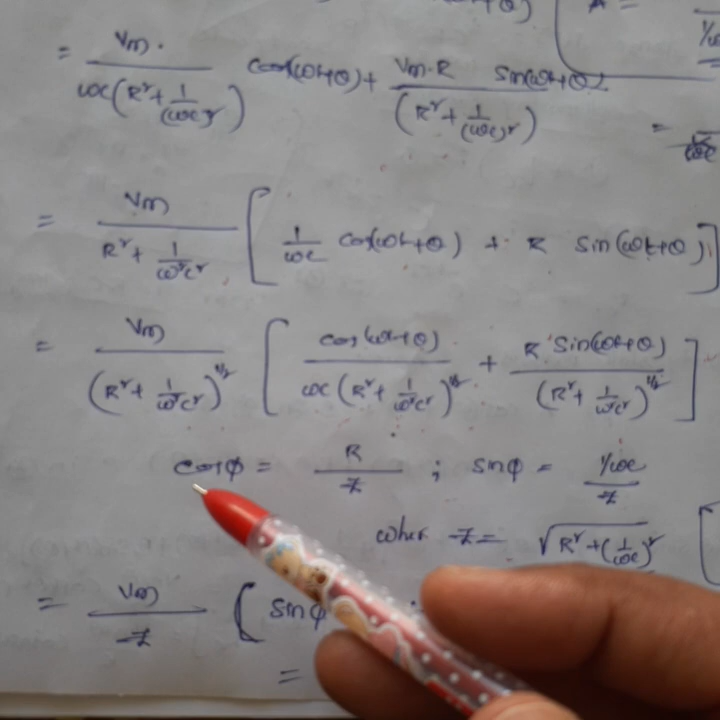 = Vm. / ωc(R² + 1/(ωc)²) cos(ωt+θ) + Vm.R sin(ωt+θ) / (R² + 1/(ωc)²)
= Vm / R² + 1/ω²c² [ 1/ωc cos(ωt+θ) + R sin(ωt+θ) ]
= Vm / (R² + 1/ω²c²)^1/2 [ cos(ωt+θ) / ωc(R² + 1/ω²c²)^1/2 + R sin(ωt+θ) / (R² + 1/ω²c²)^1/2 ]
cosφ = R / Z ; sinφ = 1/ωc / Z
wher Z = √R² + (1/ωc)²
= Vm / Z ( sinφ
=